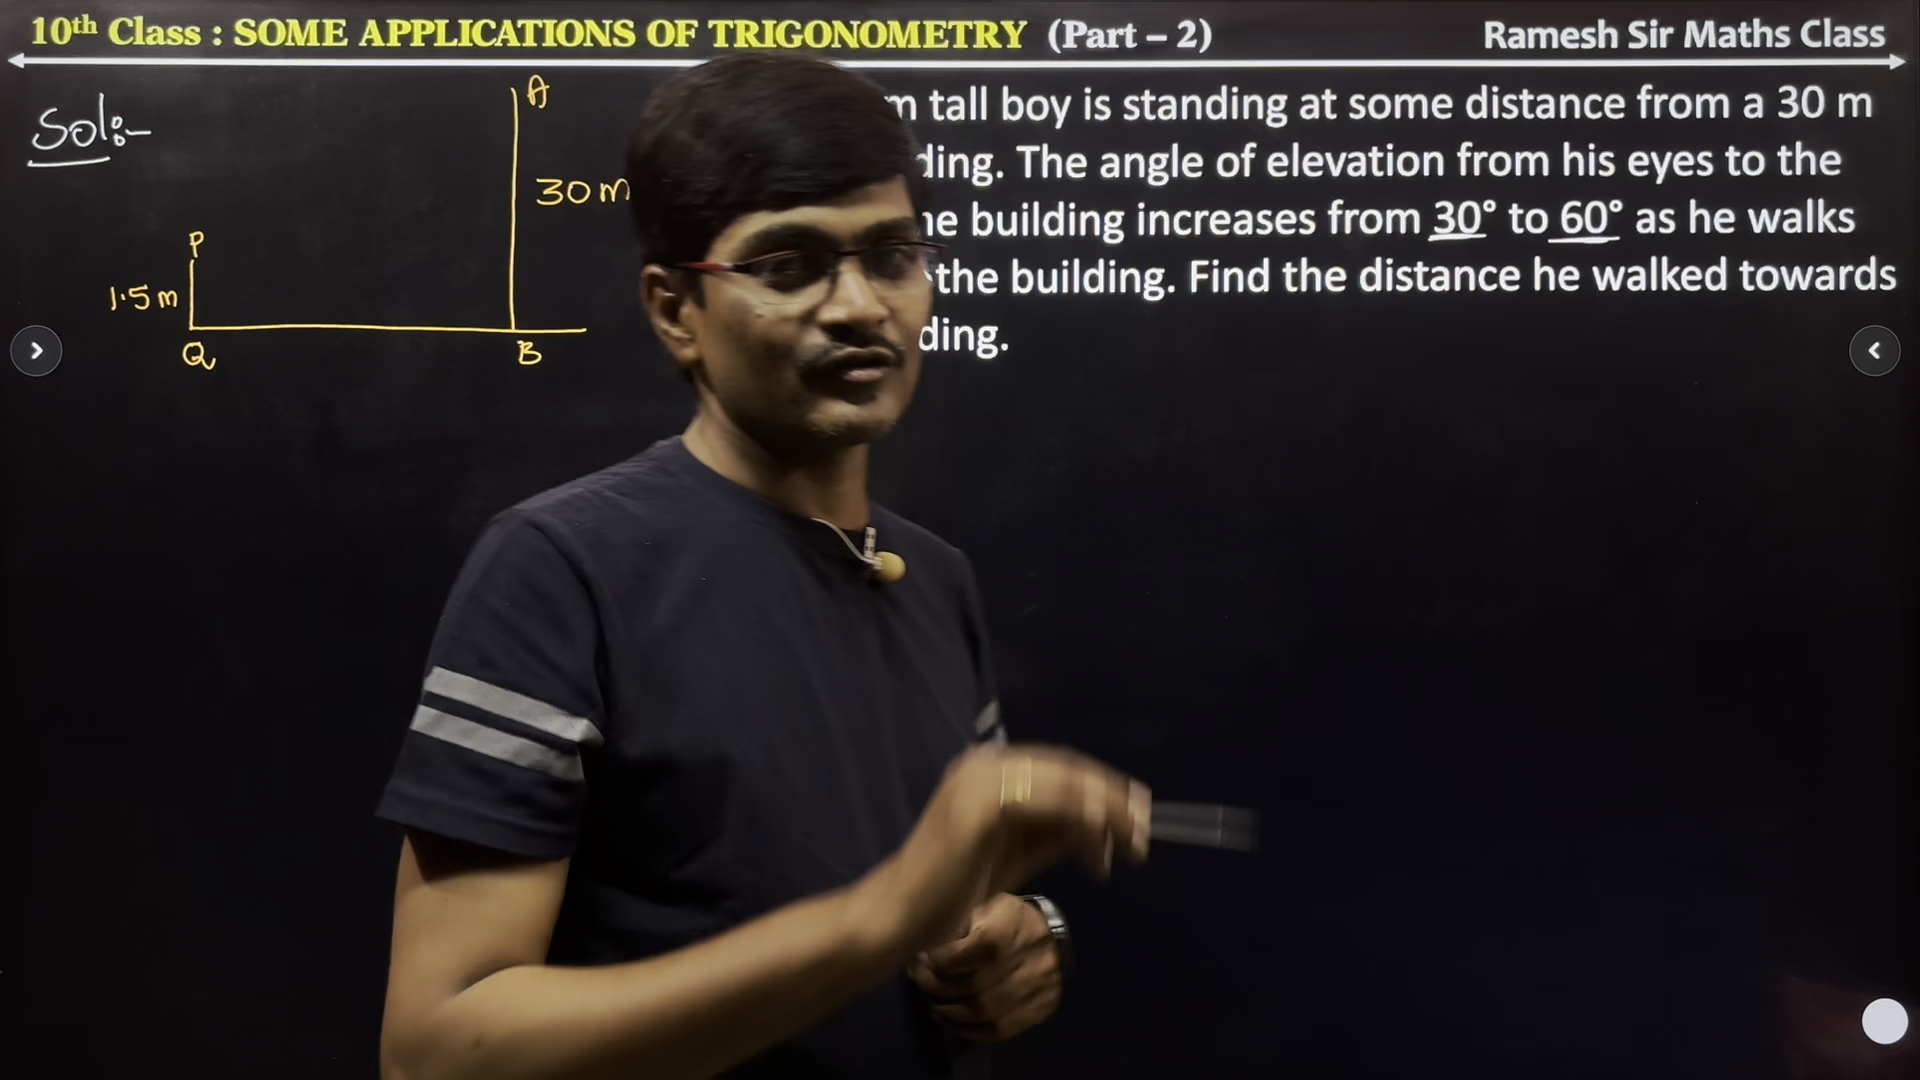 10th Class : SOME APPLICATIONS OF TRIGONOMETRY (Part – 2)
Ramesh Sir Maths Class
Sol:-
A
30 m
P
1.5 m
Q
B
m tall boy is standing at some distance from a 30 m
ding. The angle of elevation from his eyes to the
he building increases from 30° to 60° as he walks
the building. Find the distance he walked towards
ding.